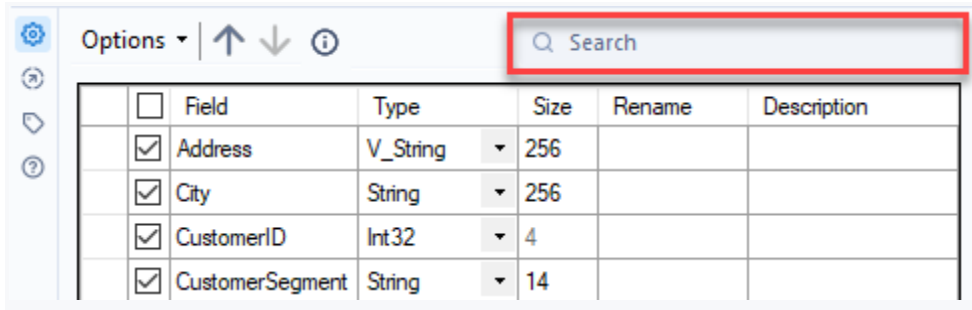 Options Search
Field Type Size Rename Description
Address V_String 256
City String 256
CustomerID Int32 4
CustomerSegment String 14